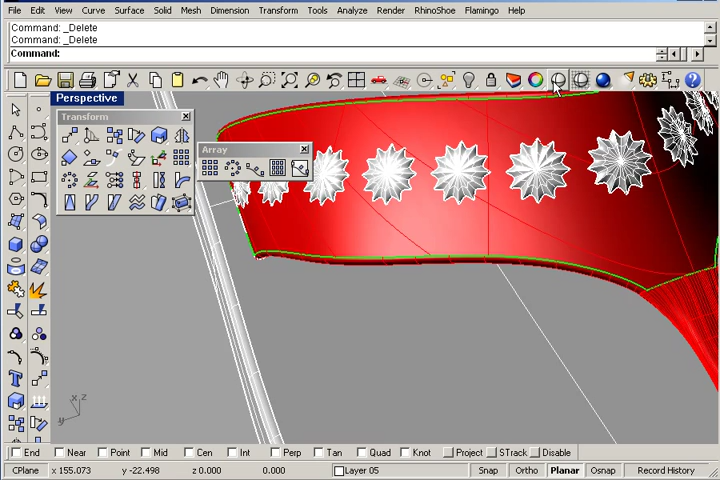 File Edit View Curve Surface Solid Mesh Dimension Transform Tools Analyze Render RhinoShoe Flamingo Help
Command: _Delete
Command: _Delete
Command:
Perspective
Transform
Array
z
x
y
End Near Point Mid Cen Int Perp Tan Quad Knot Project STrack Disable
CPlane x 155.073 y -22.498 z 0.000 0.000 Layer 05 Snap Ortho Planar Osnap Record History